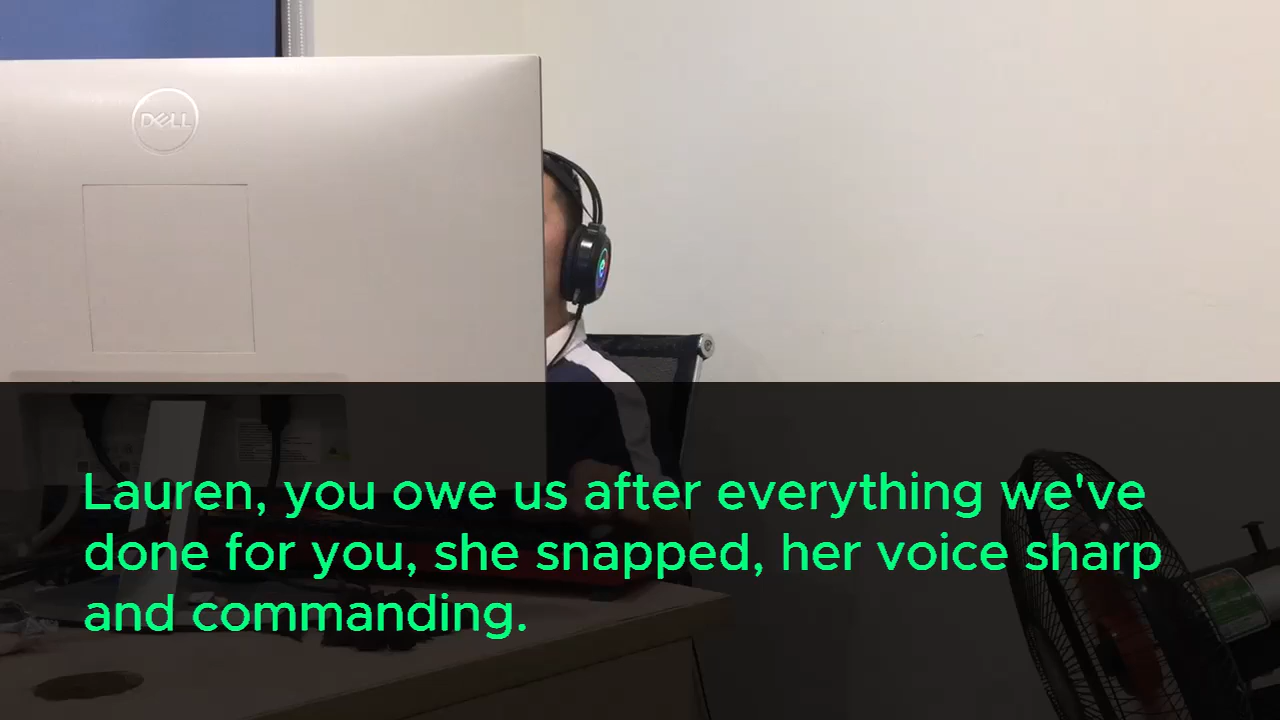 DELL
Lauren, you owe us after everything we've
done for you, she snapped, her voice sharp
and commanding.